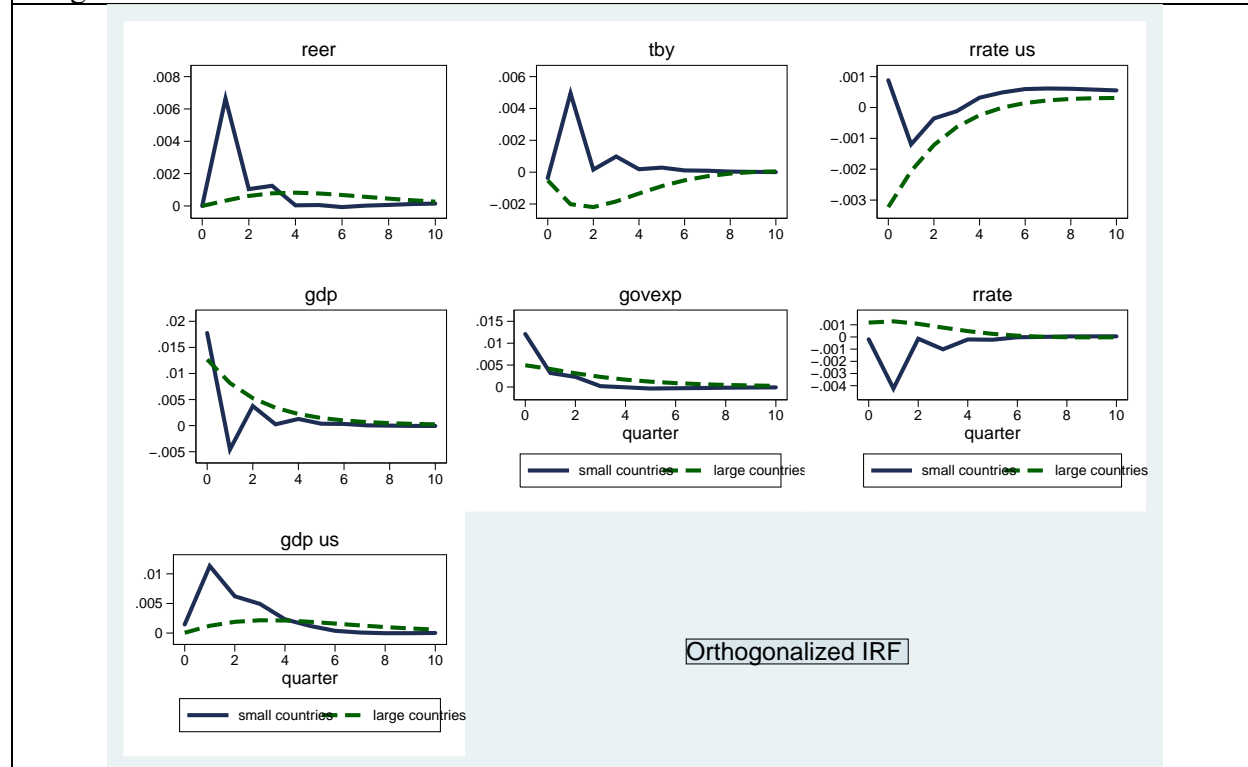 reer
.008
.006
.004
.002
0
0 2 4 6 8 10
tby
.006
.004
.002
0
−.002
0 2 4 6 8 10
rrate us
.001
0
−.001
−.002
−.003
0 2 4 6 8 10
gdp
.02
.015
.01
.005
0
−.005
0 2 4 6 8 10
govexp
.015
.01
.005
0
0 2 4 6 8 10
quarter
small countries large countries
rrate
.001
0
−.001
−.002
−.003
−.004
0 2 4 6 8 10
quarter
small countries large countries
gdp us
.01
.005
0
0 2 4 6 8 10
quarter
small countries large countries
Orthogonalized IRF